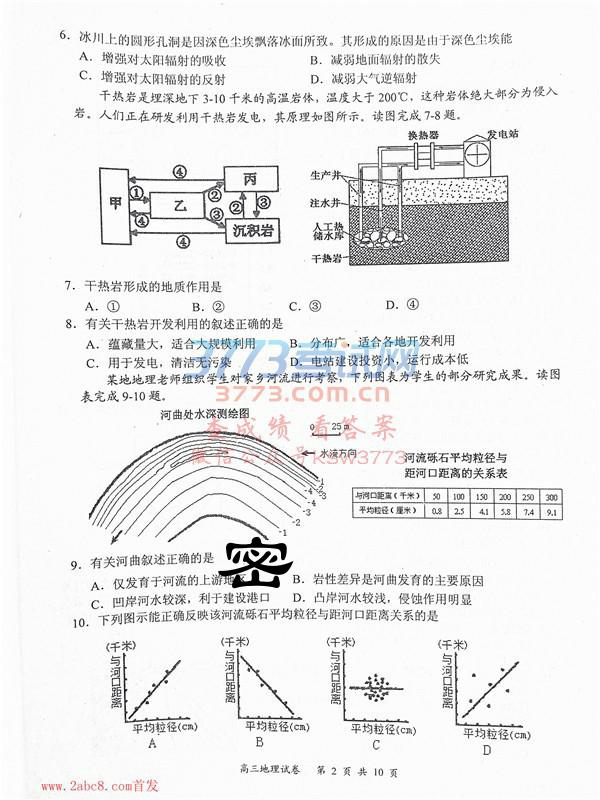 6．冰川上的圆形孔洞是因深色尘埃飘落冰面所致。其形成的原因是由于深色尘埃能
A．增强对太阳辐射的吸收 B．减弱地面辐射的散失
C．增强对太阳辐射的反射 D．减弱大气逆辐射
干热岩是埋深地下3-10千米的高温岩体，温度大于200℃，这种岩体绝大部分为侵入
岩。人们正在研发利用干热岩发电，其原理如图所示。读图完成7-8题。
换热器 发电站
生产井
注水井
人工热
储水库
干热岩
甲 乙 丙 沉积岩
④ ① ② ① ② ③ ③ ④
7．干热岩形成的地质作用是
A．① B．② C．③ D．④
8．有关干热岩开发利用的叙述正确的是
A．蕴藏量大，适合大规模利用 B．分布广，适合各地开发利用
C．用于发电，清洁无污染 D．电站建设投资小，运行成本低
3773考试网
3773.com.cn
查成绩 看答案
微信公众号KSW3773
某地地理老师组织学生对家乡河流进行考察，下列图表为学生的部分研究成果。读图
表完成9-10题。
河曲处水深测绘图
0 25m
水流方向
河流砾石平均粒径与
距河口距离的关系表
与河口距离（千米） 50 100 150 200 250 300
平均粒径（厘米） 0.8 2.5 4.1 5.8 7.4 9.1
9．有关河曲叙述正确的是
密
A．仅发育于河流的上游地区 B．岩性差异是河曲发育的主要原因
C．凹岸河水较深，利于建设港口 D．凸岸河水较浅，侵蚀作用明显
10．下列图示能正确反映该河流砾石平均粒径与距河口距离关系的是
(千米) (千米) (千米) (千米)
与河口距离 与河口距离 与河口距离 与河口距离
平均粒径(cm) 平均粒径(cm) 平均粒径(cm) 平均粒径(cm)
A B C D
高三地理试卷 第 2 页 共 10 页
www.2abc8.com首发